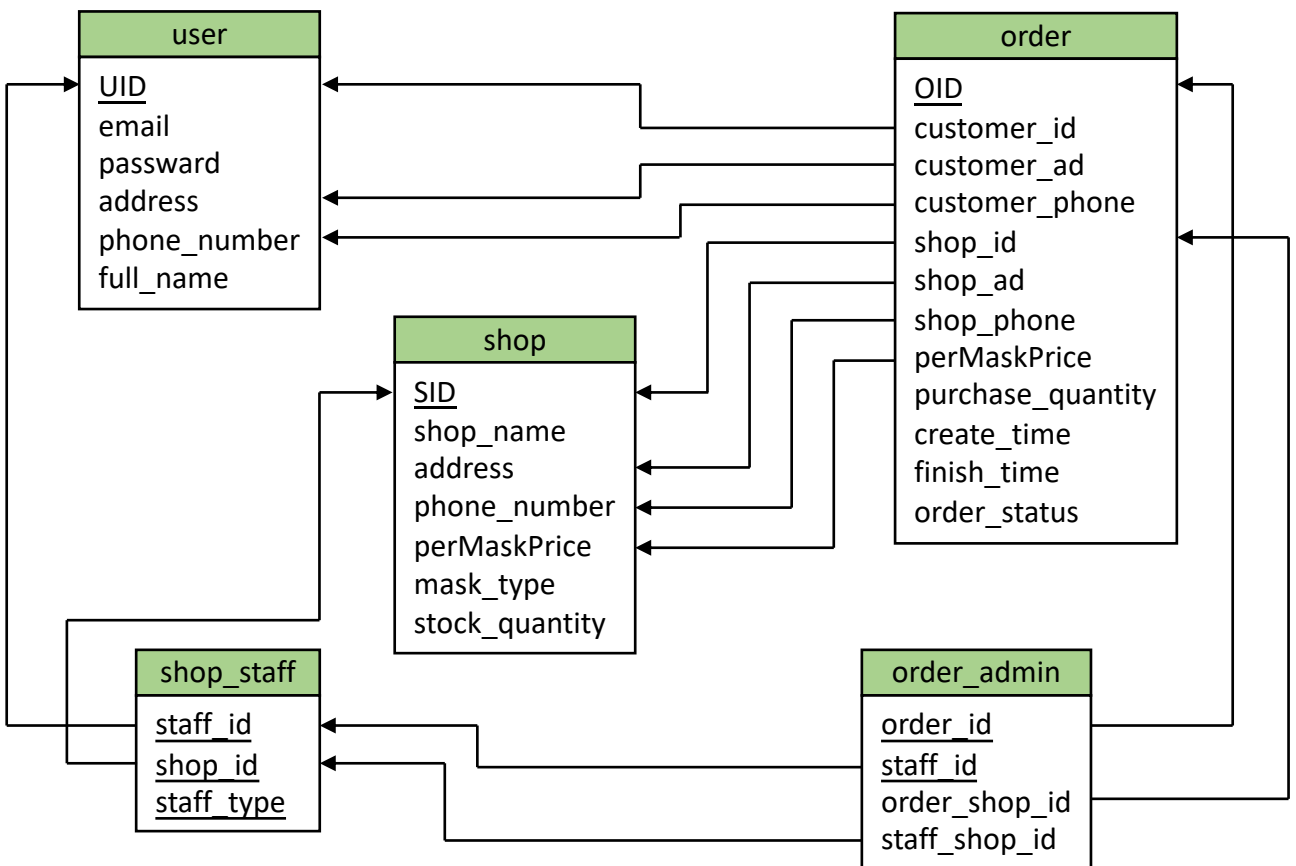 user
UID
email
passward
address
phone_number
full_name
order
OID
customer_id
customer_ad
customer_phone
shop_id
shop_ad
shop_phone
perMaskPrice
purchase_quantity
create_time
finish_time
order_status
shop
SID
shop_name
address
phone_number
perMaskPrice
mask_type
stock_quantity
shop_staff
staff_id
shop_id
staff_type
order_admin
order_id
staff_id
order_shop_id
staff_shop_id